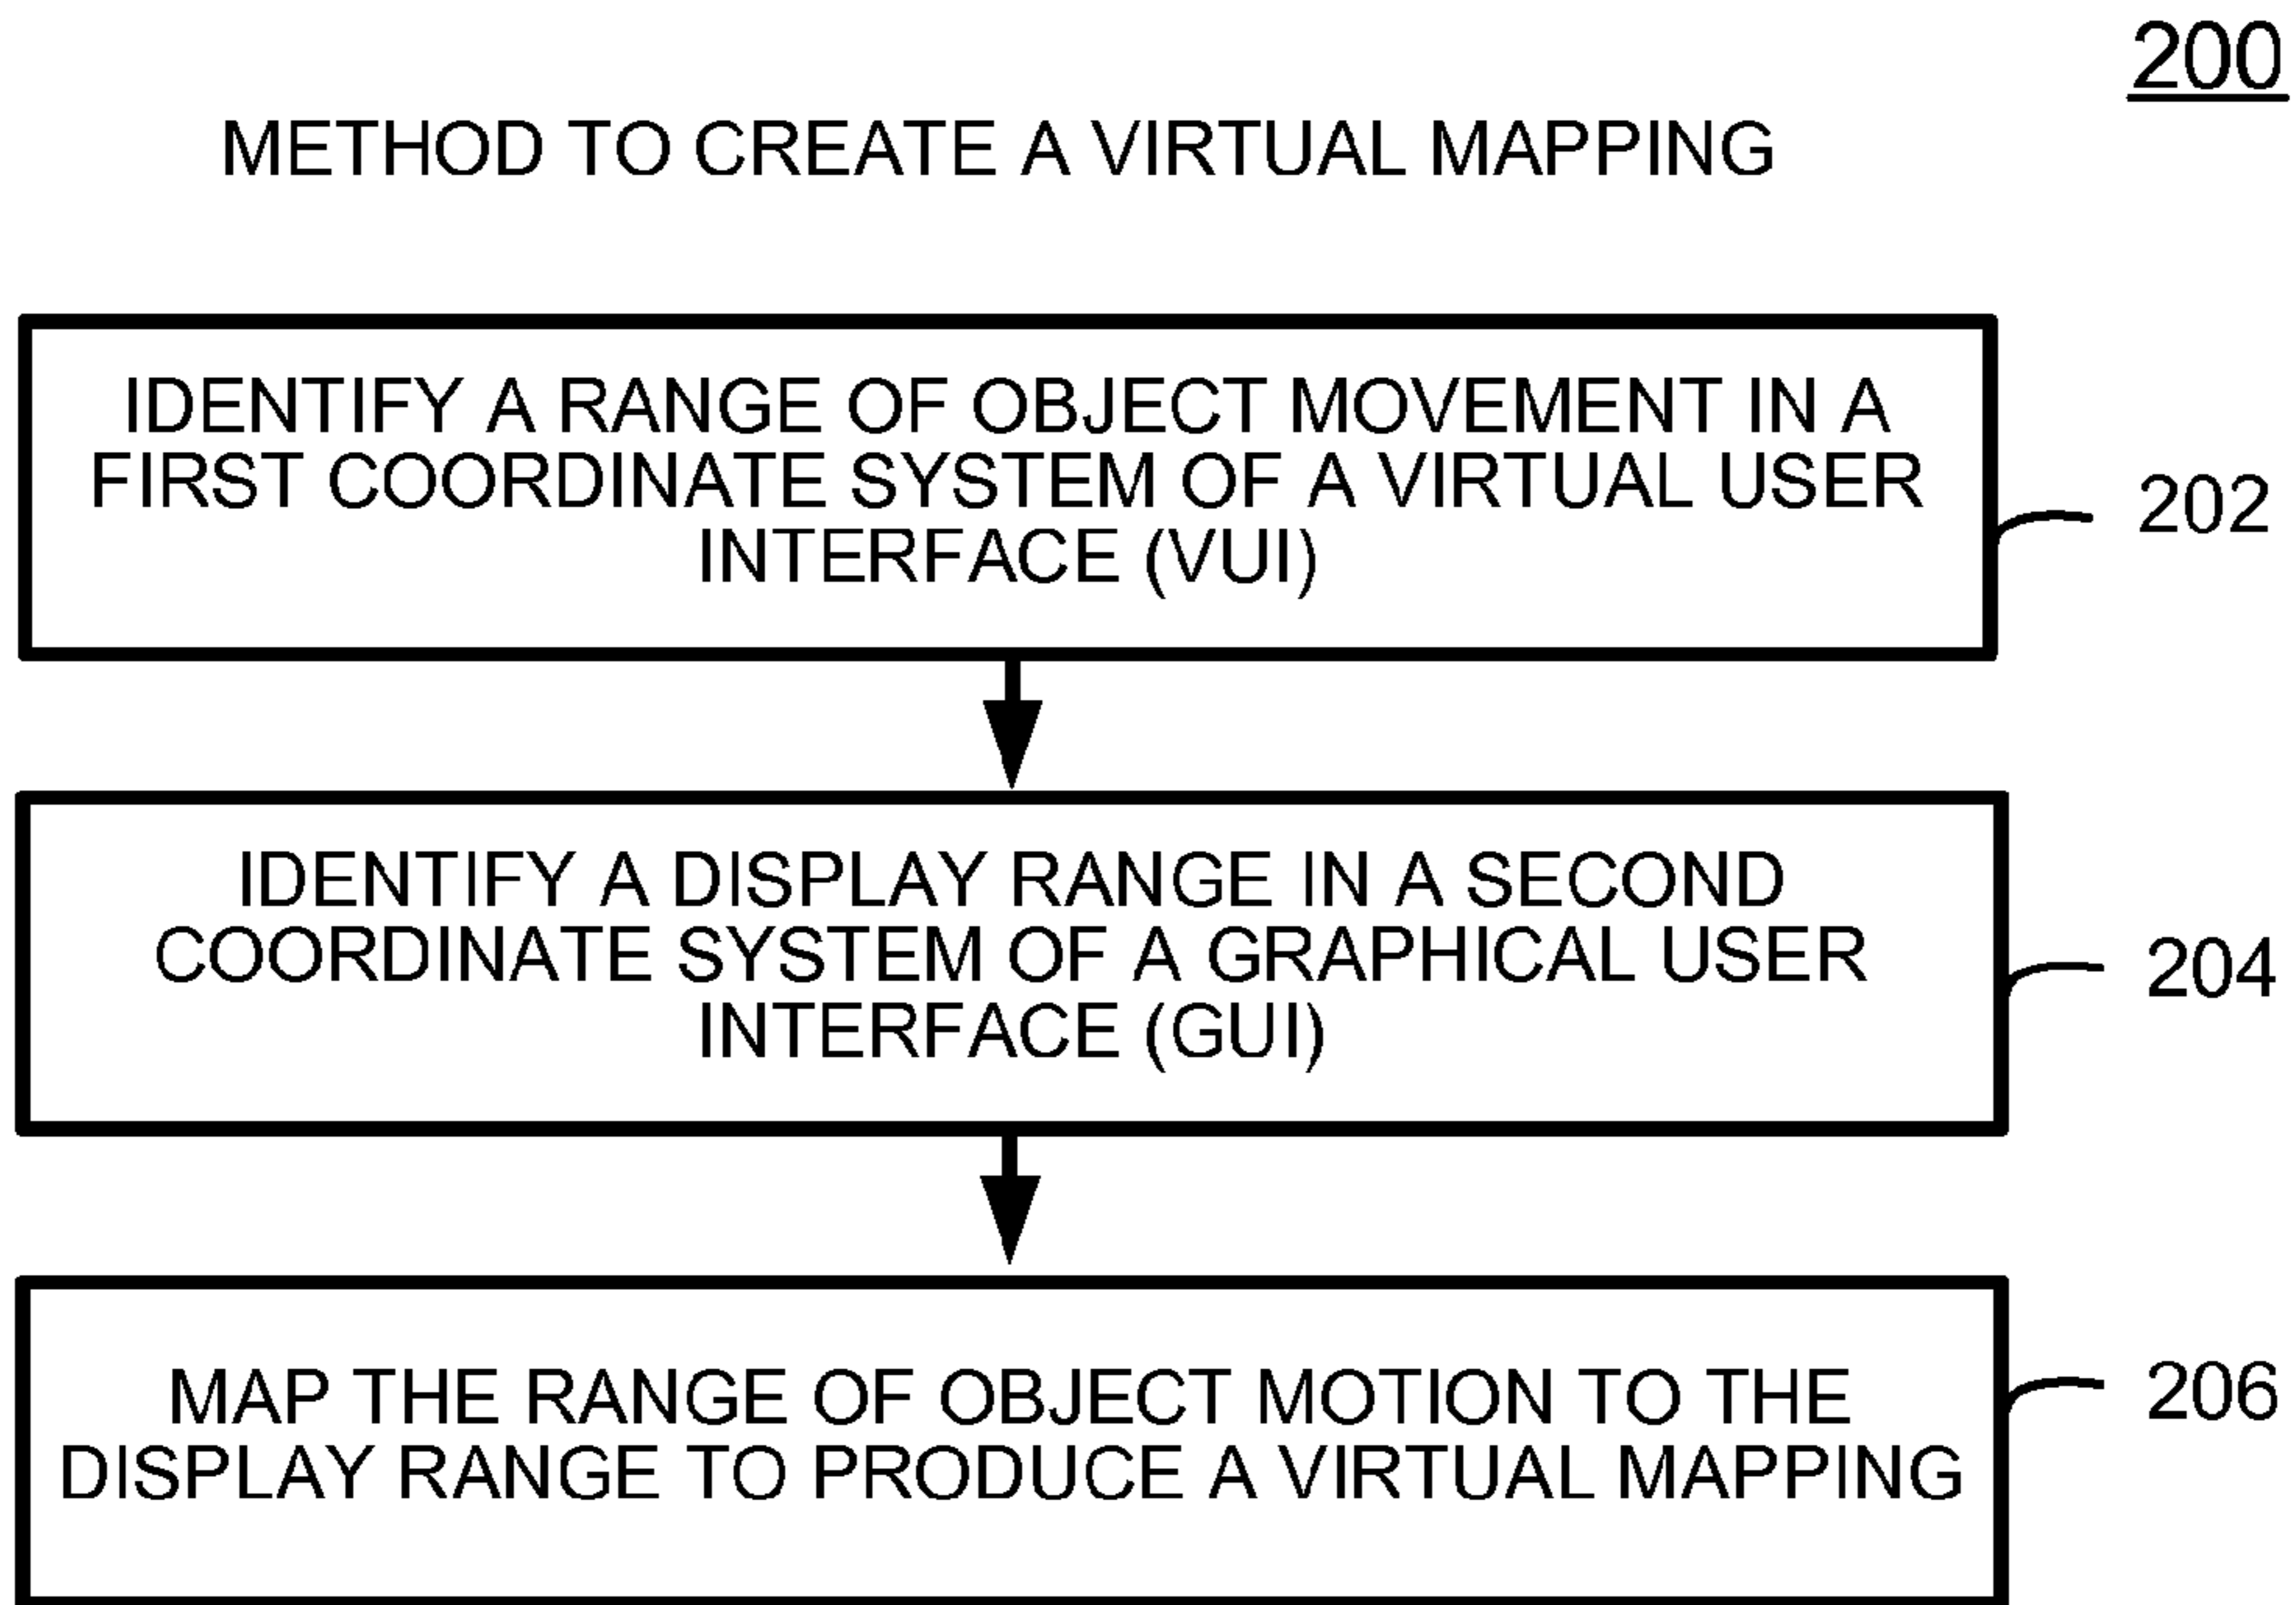 200
METHOD TO CREATE A VIRTUAL MAPPING
IDENTIFY A RANGE OF OBJECT MOVEMENT IN A
FIRST COORDINATE SYSTEM OF A VIRTUAL USER
INTERFACE (VUI)
202
IDENTIFY A DISPLAY RANGE IN A SECOND
COORDINATE SYSTEM OF A GRAPHICAL USER
INTERFACE (GUI)
204
MAP THE RANGE OF OBJECT MOTION TO THE
DISPLAY RANGE TO PRODUCE A VIRTUAL MAPPING
206